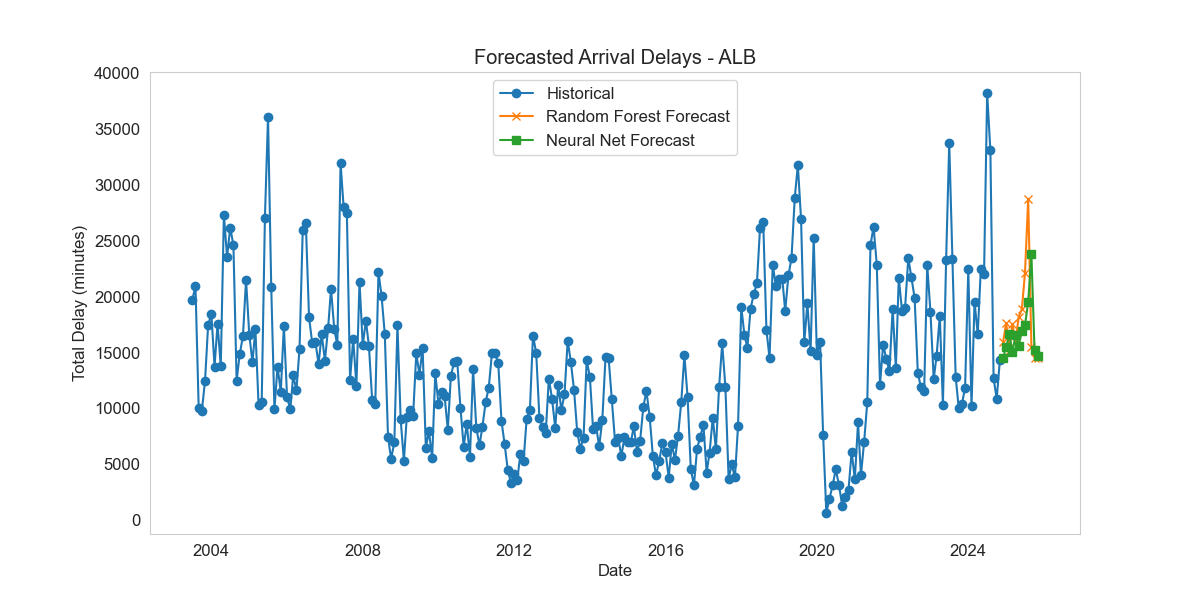 Forecasted Arrival Delays - ALB
Historical
Random Forest Forecast
Neural Net Forecast
Total Delay (minutes)
40000
35000
30000
25000
20000
15000
10000
5000
0
2004
2008
2012
2016
2020
2024
Date